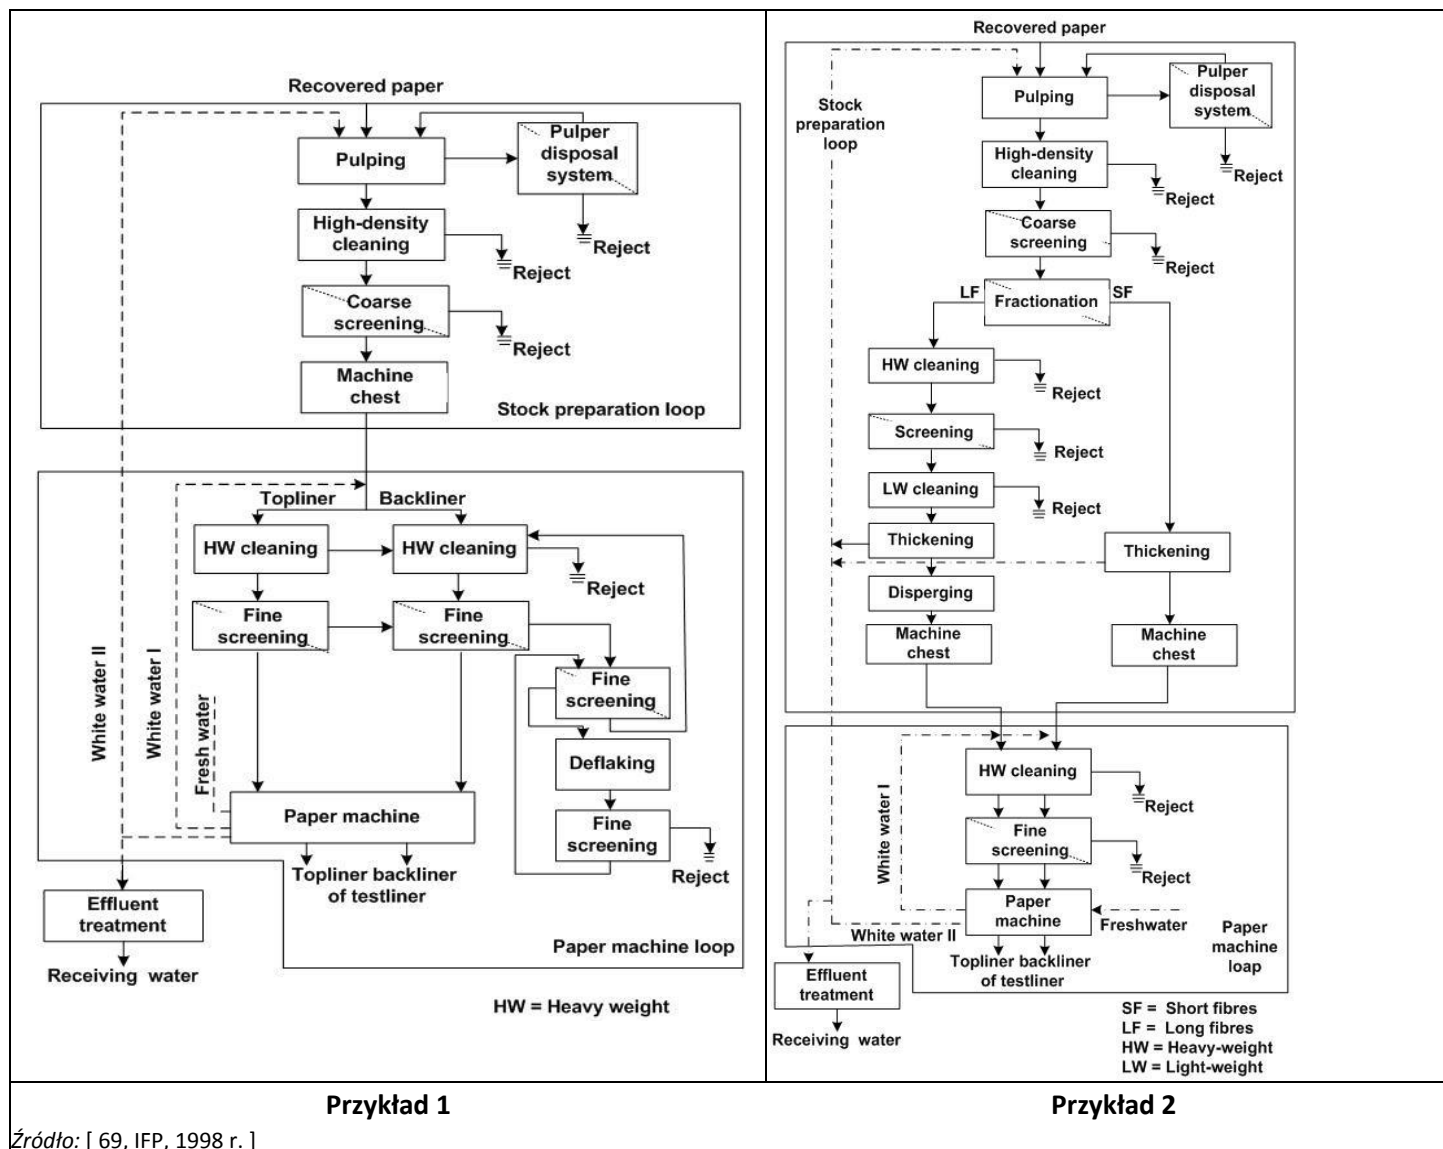 Recovered paper
Pulping
Pulper
disposal
system
High-density
cleaning
Reject
Reject
Coarse
screening
Reject
Machine
chest
Stock preparation loop
Topliner
Backliner
HW cleaning
HW cleaning
Reject
Fine
screening
Fine
screening
White water II
White water I
Fresh water
Fine
screening
Deflaking
Paper machine
Fine
screening
Reject
Topliner backliner
of testliner
Effluent
treatment
Paper machine loop
Receiving water
HW = Heavy weight
Recovered paper
Stock
preparation
loop
Pulping
Pulper
disposal
system
High-density
cleaning
Reject
Reject
Coarse
screening
Reject
LF
Fractionation
SF
HW cleaning
Reject
Screening
Reject
LW cleaning
Reject
Thickening
Thickening
Disperging
Machine
chest
Machine
chest
White water I
HW cleaning
Reject
Fine
screening
Reject
Paper
machine
Freshwater
White water II
Paper
machine
loap
Topliner backliner
of testliner
Effluent
treatment
Receiving water
SF = Short fibres
LF = Long fibres
HW = Heavy-weight
LW = Light-weight
Przykład 1
Przykład 2
Źródło: [ 69, IFP, 1998 r. ]